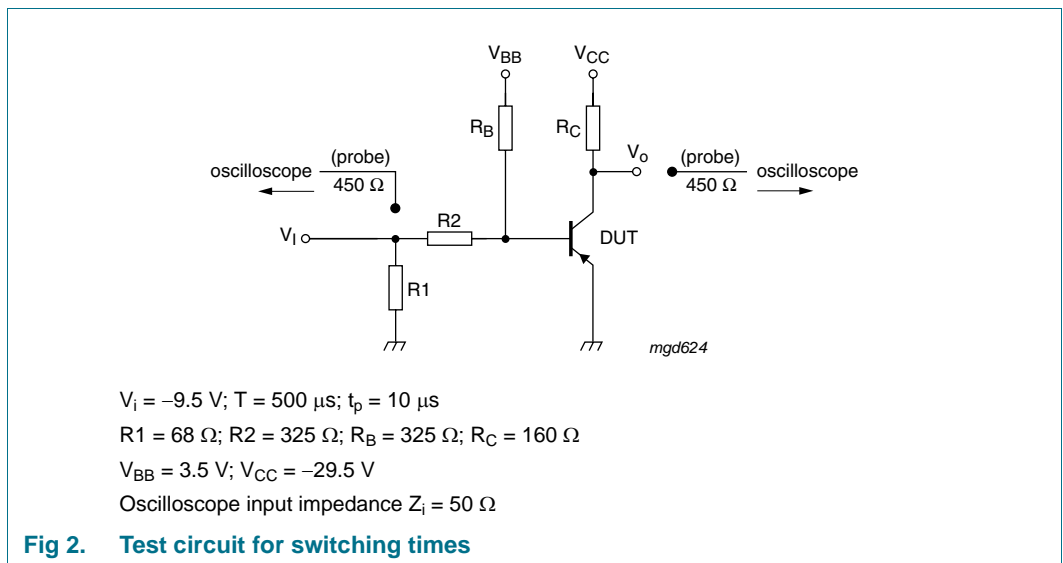 V_BB V_CC
R_B R_C
V_o
(probe) (probe)
oscilloscope oscilloscope
450 Ω 450 Ω
R2
V_I DUT
R1
mgd624
V_i = −9.5 V; T = 500 μs; t_p = 10 μs
R1 = 68 Ω; R2 = 325 Ω; R_B = 325 Ω; R_C = 160 Ω
V_BB = 3.5 V; V_CC = −29.5 V
Oscilloscope input impedance Z_i = 50 Ω
Fig 2. Test circuit for switching times